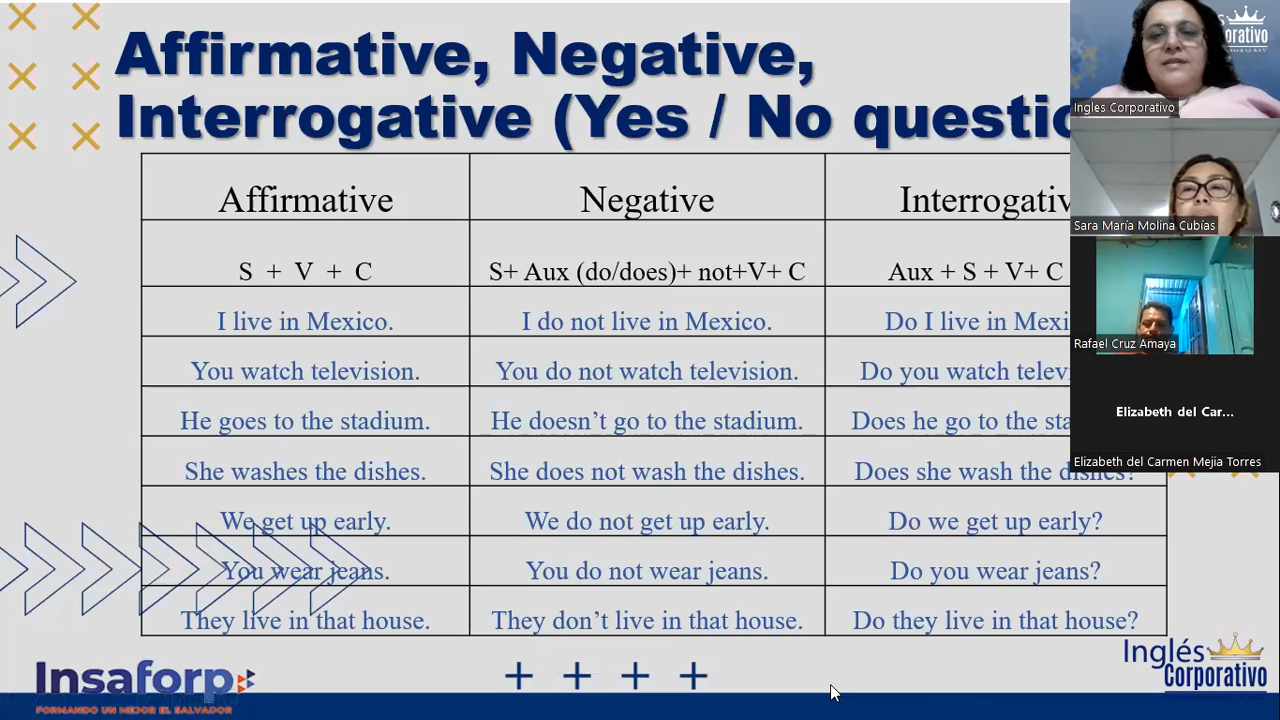 Affirmative, Negative,
Interrogative (Yes / No questio
Affirmative Negative Interrogativ
S + V + C S+ Aux (do/does)+ not+V+ C Aux + S + V+ C
I live in Mexico. I do not live in Mexico. Do I live in Mexi
You watch television. You do not watch television. Do you watch telev
He goes to the stadium. He doesn’t go to the stadium. Does he go to the sta
She washes the dishes. She does not wash the dishes. Does she wash the dishes?
We get up early. We do not get up early. Do we get up early?
You wear jeans. You do not wear jeans. Do you wear jeans?
They live in that house. They don’t live in that house. Do they live in that house?
Insaforp
FORMANDO UN MEJOR EL SALVADOR
Inglés
Corporativo
orativo
Ingles Corporativo
Sara María Molina Cubías
Rafael Cruz Amaya
Elizabeth del Car...
Elizabeth del Carmen Mejia Torres